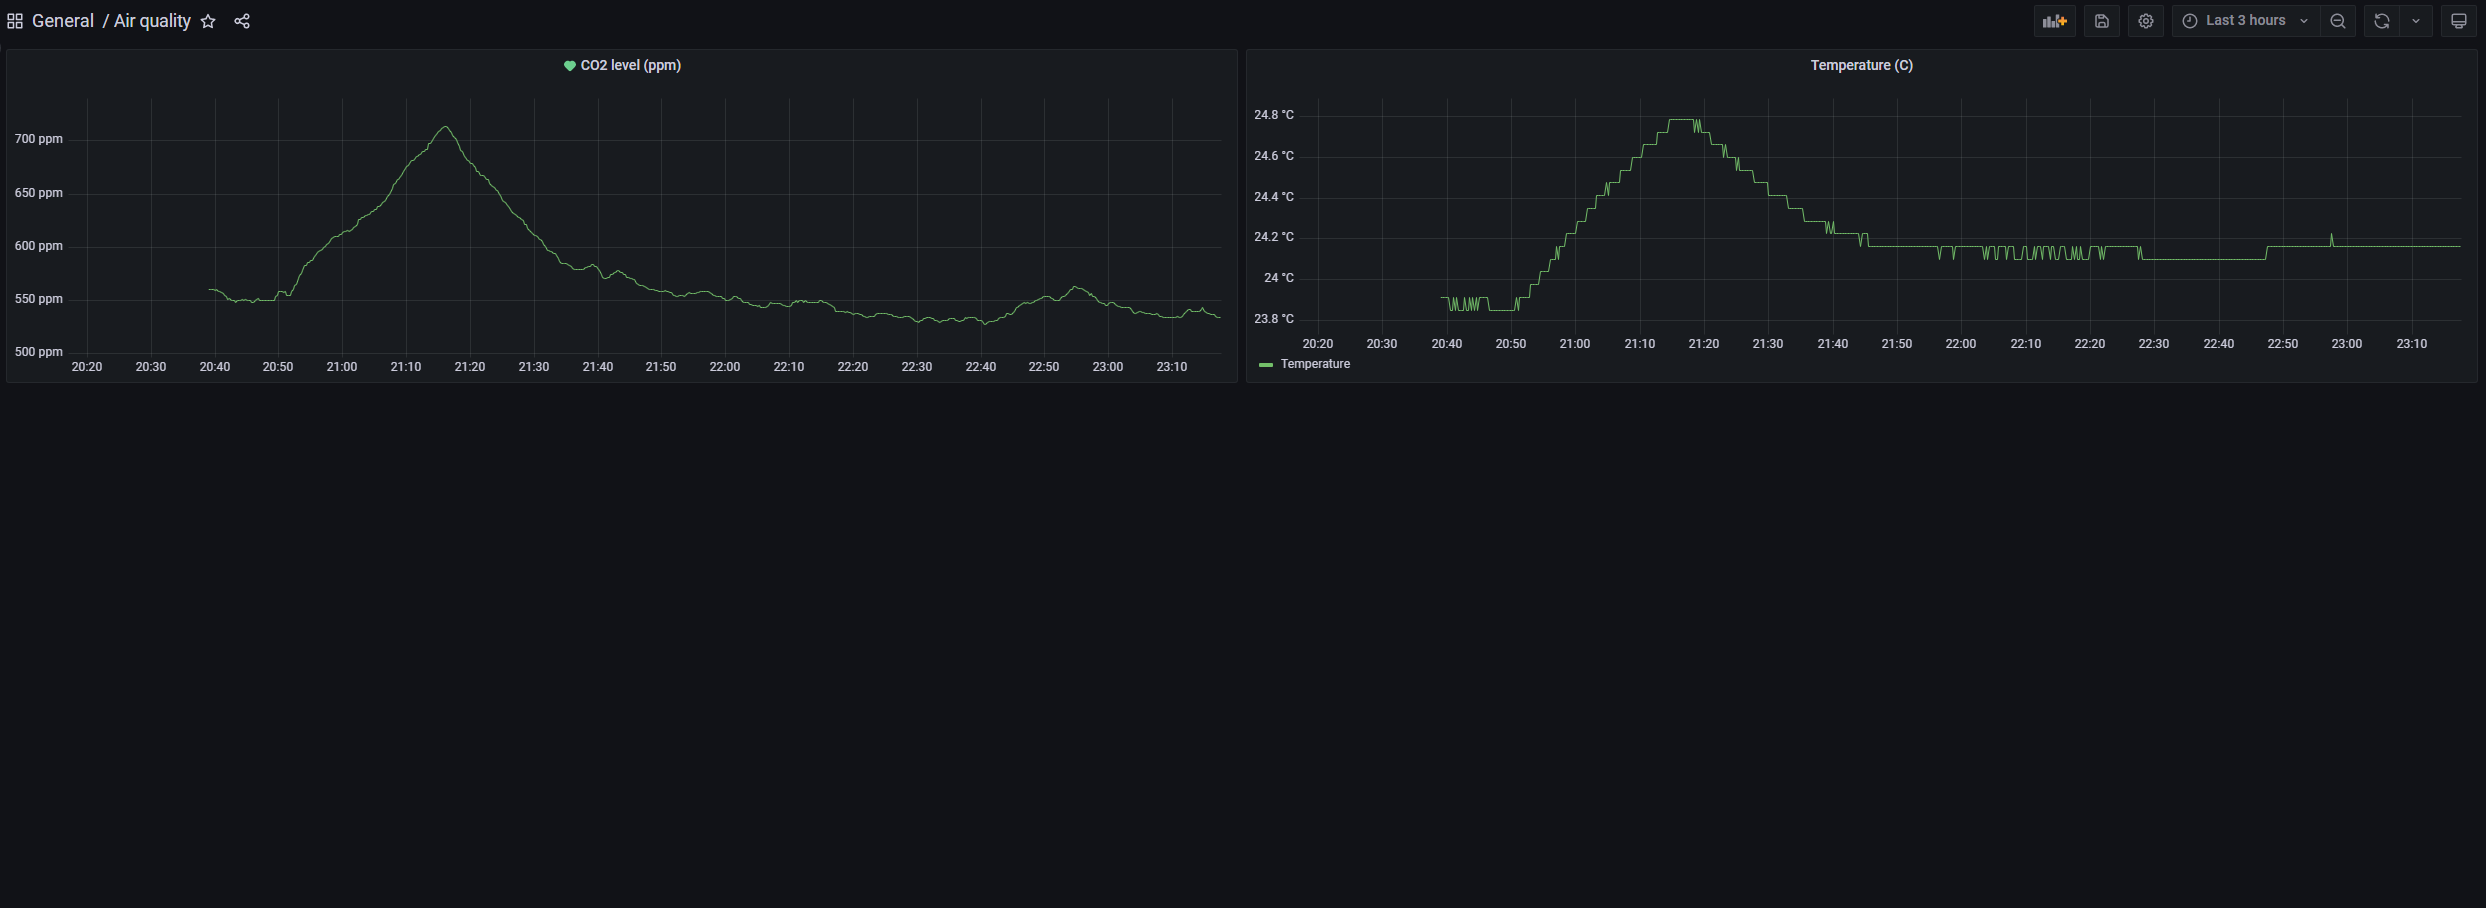 General / Air quality
Last 3 hours
CO2 level (ppm)
700 ppm
650 ppm
600 ppm
550 ppm
500 ppm
20:20 20:30 20:40 20:50 21:00 21:10 21:20 21:30 21:40 21:50 22:00 22:10 22:20 22:30 22:40 22:50 23:00 23:10
Temperature (C)
24.8 °C
24.6 °C
24.4 °C
24.2 °C
24 °C
23.8 °C
20:20 20:30 20:40 20:50 21:00 21:10 21:20 21:30 21:40 21:50 22:00 22:10 22:20 22:30 22:40 22:50 23:00 23:10
Temperature